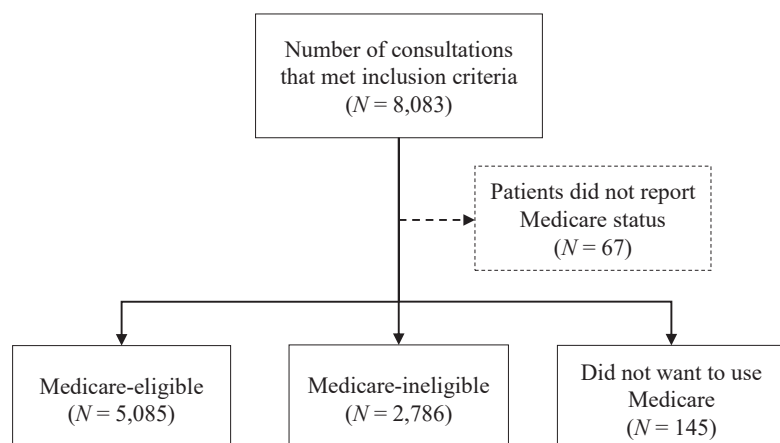 Number of consultations
that met inclusion criteria
(N = 8,083)
Patients did not report
Medicare status
(N = 67)
Medicare-eligible
(N = 5,085)
Medicare-ineligible
(N = 2,786)
Did not want to use
Medicare
(N = 145)